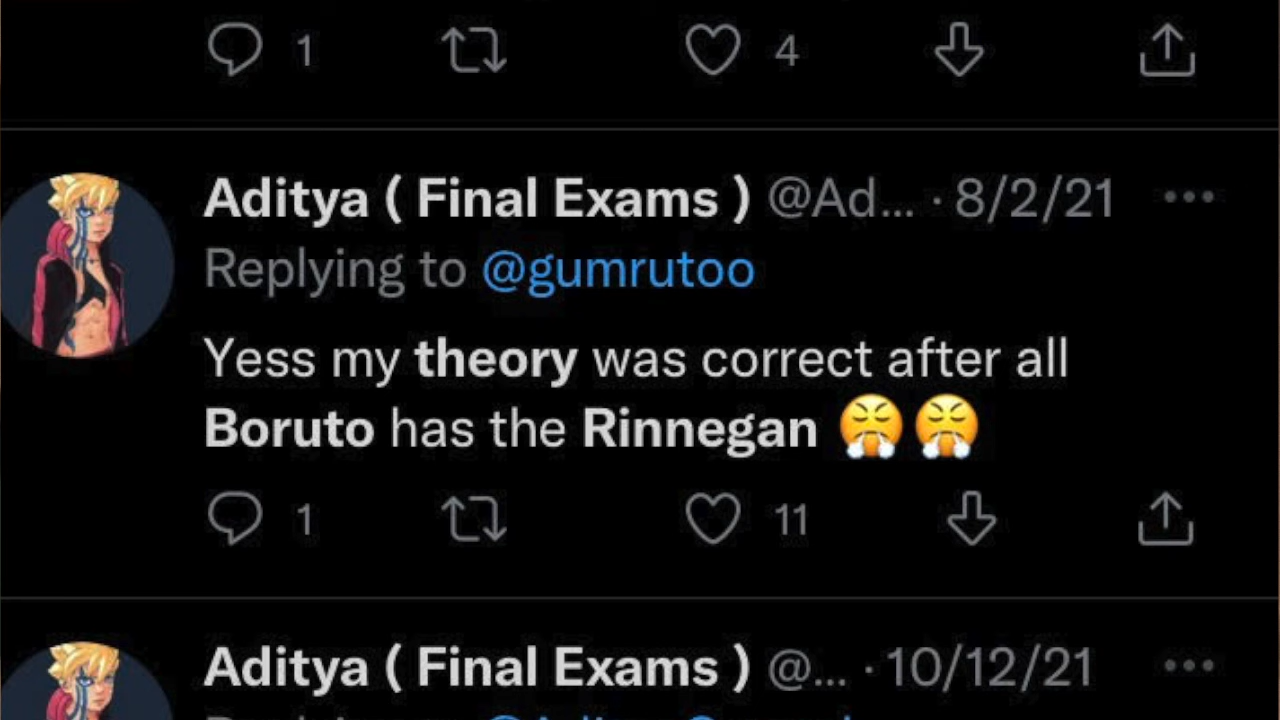 1 4
Aditya ( Final Exams ) @Ad... · 8/2/21
Replying to @gumrutoo
Yess my theory was correct after all
Boruto has the Rinnegan 😤😤
1 11
Aditya ( Final Exams ) @... · 10/12/21